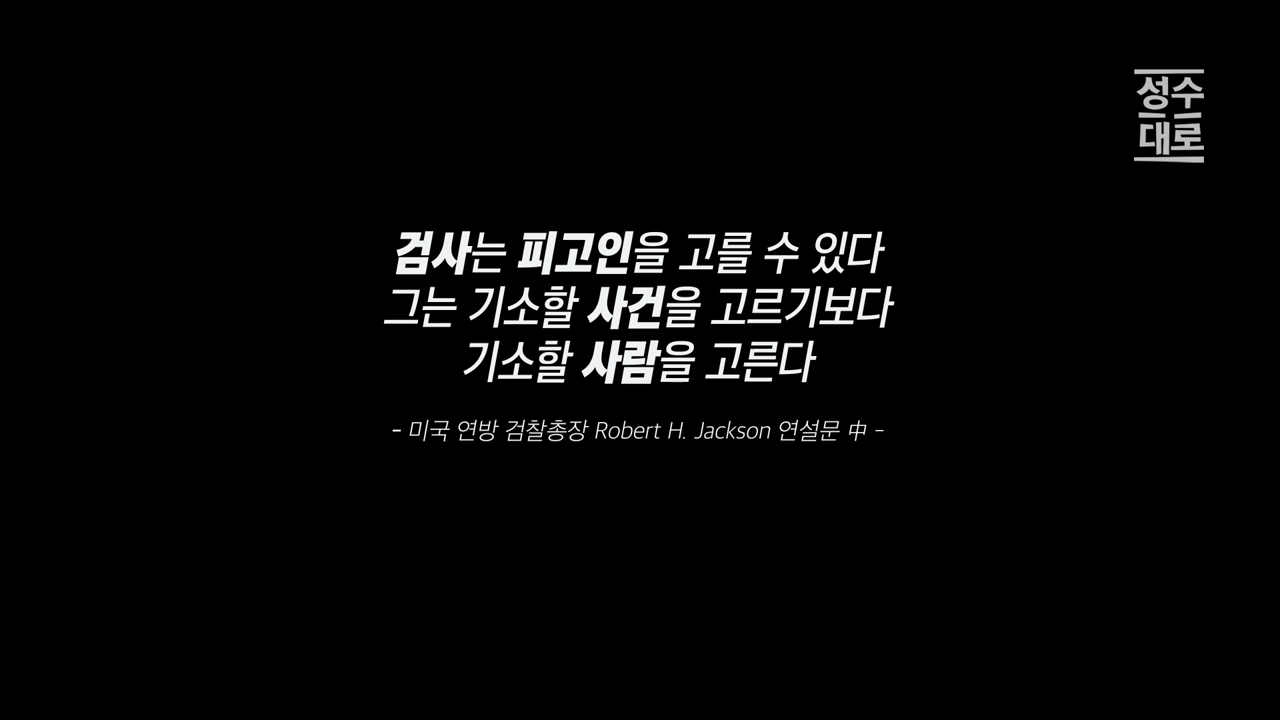 성수
대로
검사는 피고인을 고를 수 있다
그는 기소할 사건을 고르기보다
기소할 사람을 고른다
- 미국 연방 검찰총장 Robert H. Jackson 연설문 中 -